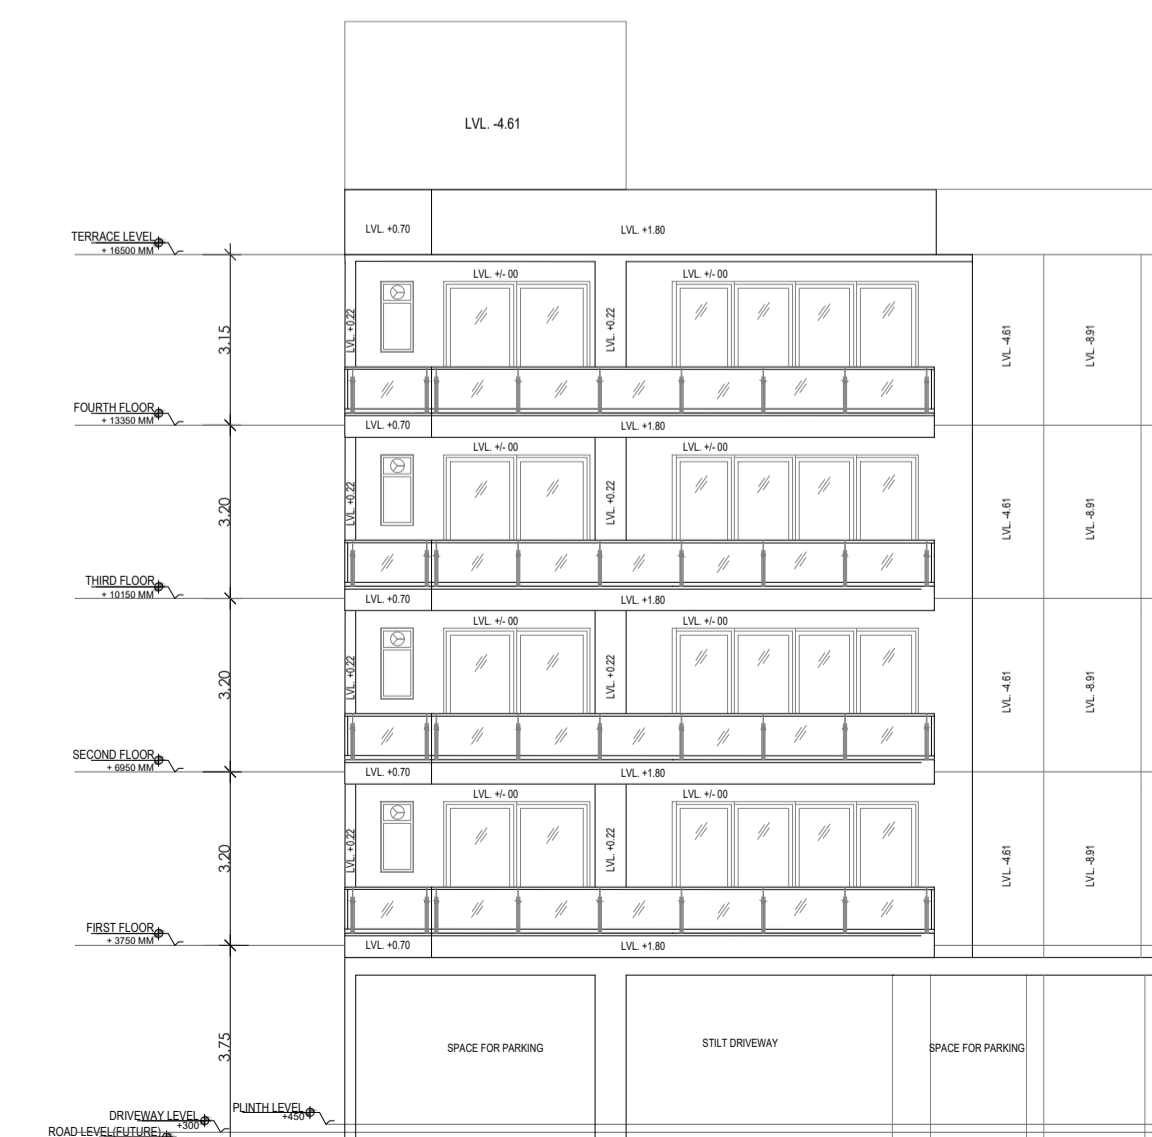 LVL. -4.61
LVL. +0.70
LVL. +1.80
TERRACE LEVEL
+ 16500 MM
LVL. +/- 00
LVL. +/- 00
LVL. +0.22
LVL. +0.22
3.15
LVL. -4.61
LVL. -8.91
FOURTH FLOOR
+ 13350 MM
LVL. +0.70
LVL. +1.80
LVL. +/- 00
LVL. +/- 00
LVL. +0.22
LVL. +0.22
3.20
LVL. -4.61
LVL. -8.91
THIRD FLOOR
+ 10150 MM
LVL. +0.70
LVL. +1.80
LVL. +/- 00
LVL. +/- 00
LVL. +0.22
LVL. +0.22
3.20
LVL. -4.61
LVL. -8.91
SECOND FLOOR
+ 6950 MM
LVL. +0.70
LVL. +1.80
LVL. +/- 00
LVL. +/- 00
LVL. +0.22
LVL. +0.22
3.20
LVL. -4.61
LVL. -8.91
FIRST FLOOR
+ 3750 MM
LVL. +0.70
LVL. +1.80
3.75
SPACE FOR PARKING
STILT DRIVEWAY
SPACE FOR PARKING
PLINTH LEVEL
+450
DRIVEWAY LEVEL
+300
ROAD LEVEL(FUTURE)